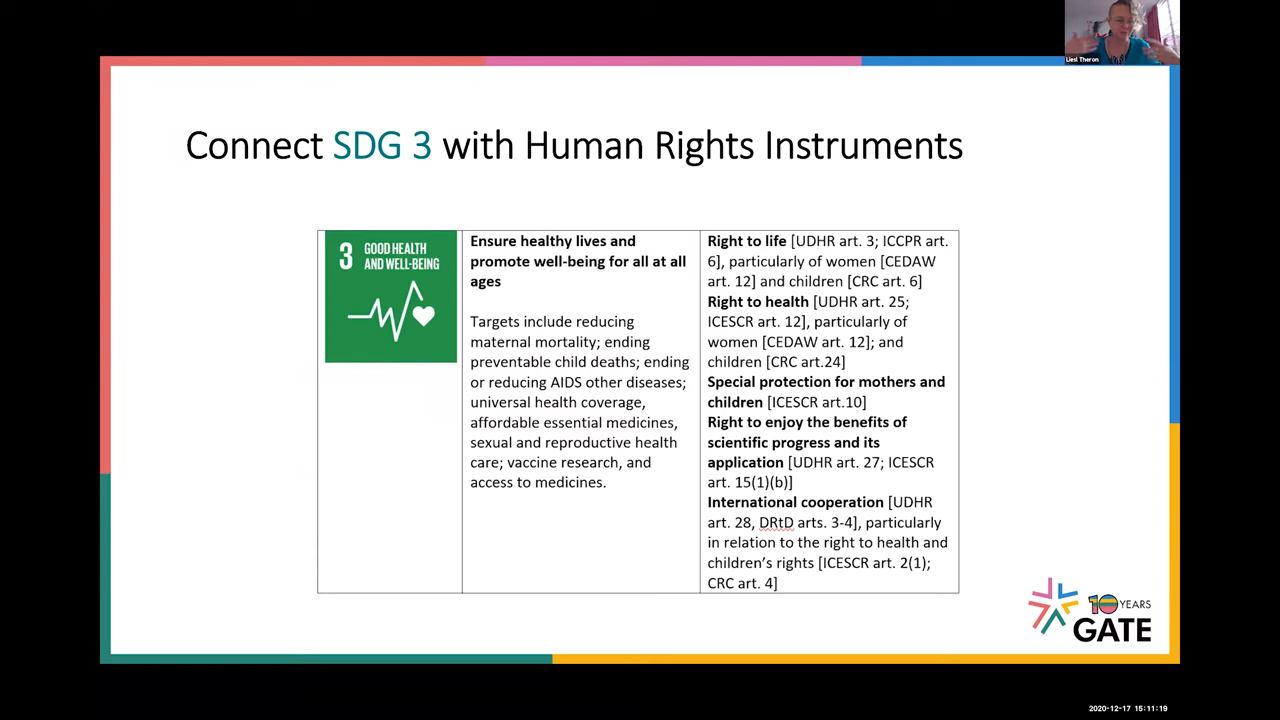 Liesl Theron
Connect SDG 3 with Human Rights Instruments
3 GOOD HEALTH
AND WELL-BEING
Ensure healthy lives and
promote well-being for all at all
ages
Targets include reducing
maternal mortality; ending
preventable child deaths; ending
or reducing AIDS other diseases;
universal health coverage,
affordable essential medicines,
sexual and reproductive health
care; vaccine research, and
access to medicines.
Right to life [UDHR art. 3; ICCPR art.
6], particularly of women [CEDAW
art. 12] and children [CRC art. 6]
Right to health [UDHR art. 25;
ICESCR art. 12], particularly of
women [CEDAW art. 12]; and
children [CRC art.24]
Special protection for mothers and
children [ICESCR art.10]
Right to enjoy the benefits of
scientific progress and its
application [UDHR art. 27; ICESCR
art. 15(1)(b)]
International cooperation [UDHR
art. 28, DRtD arts. 3-4], particularly
in relation to the right to health and
children’s rights [ICESCR art. 2(1);
CRC art. 4]
10 YEARS
GATE
2020-12-17 15:11:19